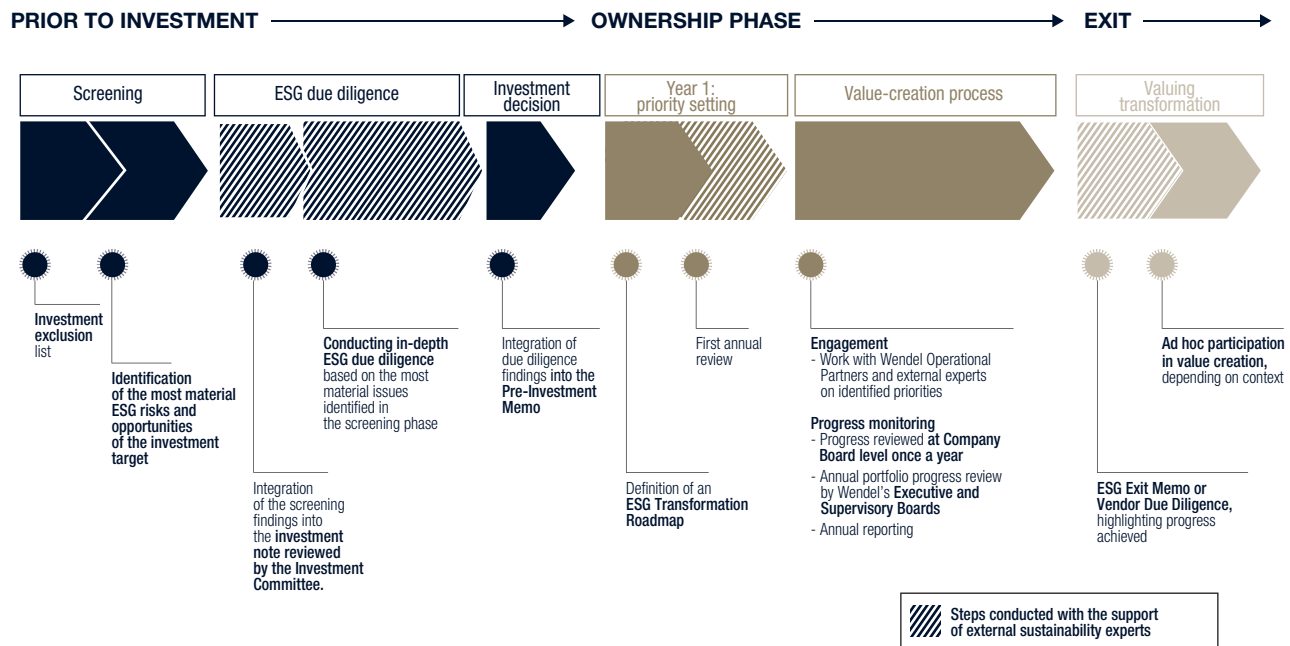 PRIOR TO INVESTMENT
OWNERSHIP PHASE
EXIT
Screening
ESG due diligence
Investment
decision
Year 1:
priority setting
Value-creation process
Valuing
transformation
Investment
exclusion
list
Identification
of the most material
ESG risks and
opportunities
of the investment
target
Integration
of the screening
findings into
the investment
note reviewed
by the Investment
Committee.
Conducting in-depth
ESG due diligence
based on the most
material issues
identified in
the screening phase
Integration of
due diligence
findings into the
Pre-Investment
Memo
Definition of an
ESG Transformation
Roadmap
First annual
review
Engagement
- Work with Wendel Operational
Partners and external experts
on identified priorities
Progress monitoring
- Progress reviewed at Company
Board level once a year
- Annual portfolio progress review
by Wendel's Executive and
Supervisory Boards
- Annual reporting
ESG Exit Memo or
Vendor Due Diligence,
highlighting progress
achieved
Ad hoc participation
in value creation,
depending on context
Steps conducted with the support
of external sustainability experts